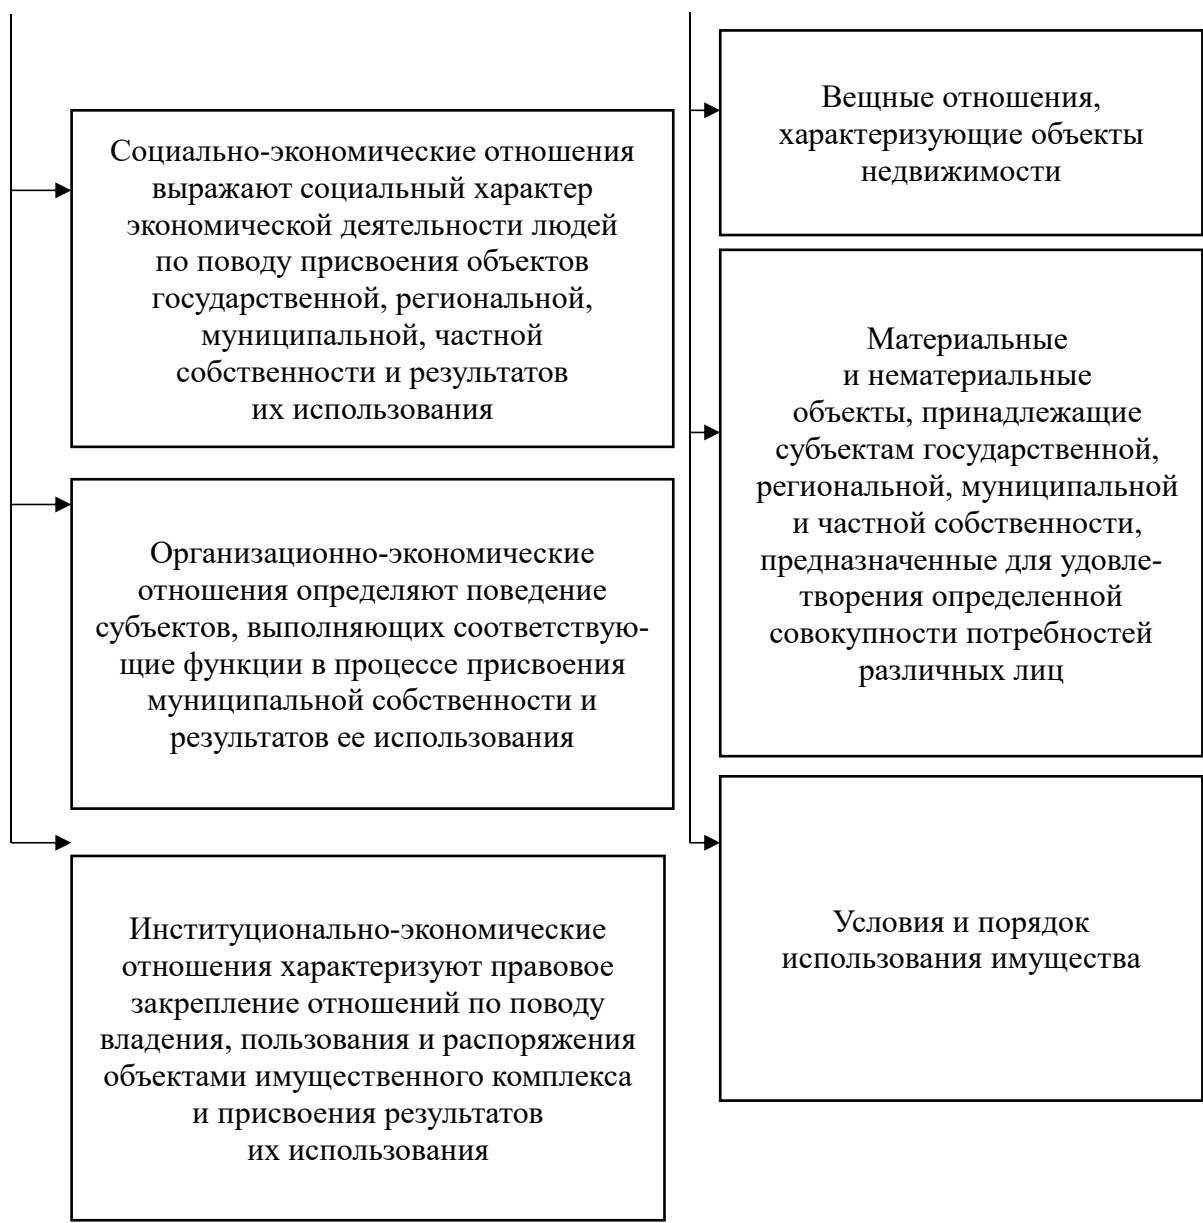 Социально-экономические отношения
выражают социальный характер
экономической деятельности людей
по поводу присвоения объектов
государственной, региональной,
муниципальной, частной
собственности и результатов
их использования
Организационно-экономические
отношения определяют поведение
субъектов, выполняющих соответствую-
щие функции в процессе присвоения
муниципальной собственности и
результатов ее использования
Институционально-экономические
отношения характеризуют правовое
закрепление отношений по поводу
владения, пользования и распоряжения
объектами имущественного комплекса
и присвоения результатов
их использования
Вещные отношения,
характеризующие объекты
недвижимости
Материальные
и нематериальные
объекты, принадлежащие
субъектам государственной,
региональной, муниципальной
и частной собственности,
предназначенные для удовле-
творения определенной
совокупности потребностей
различных лиц
Условия и порядок
использования имущества